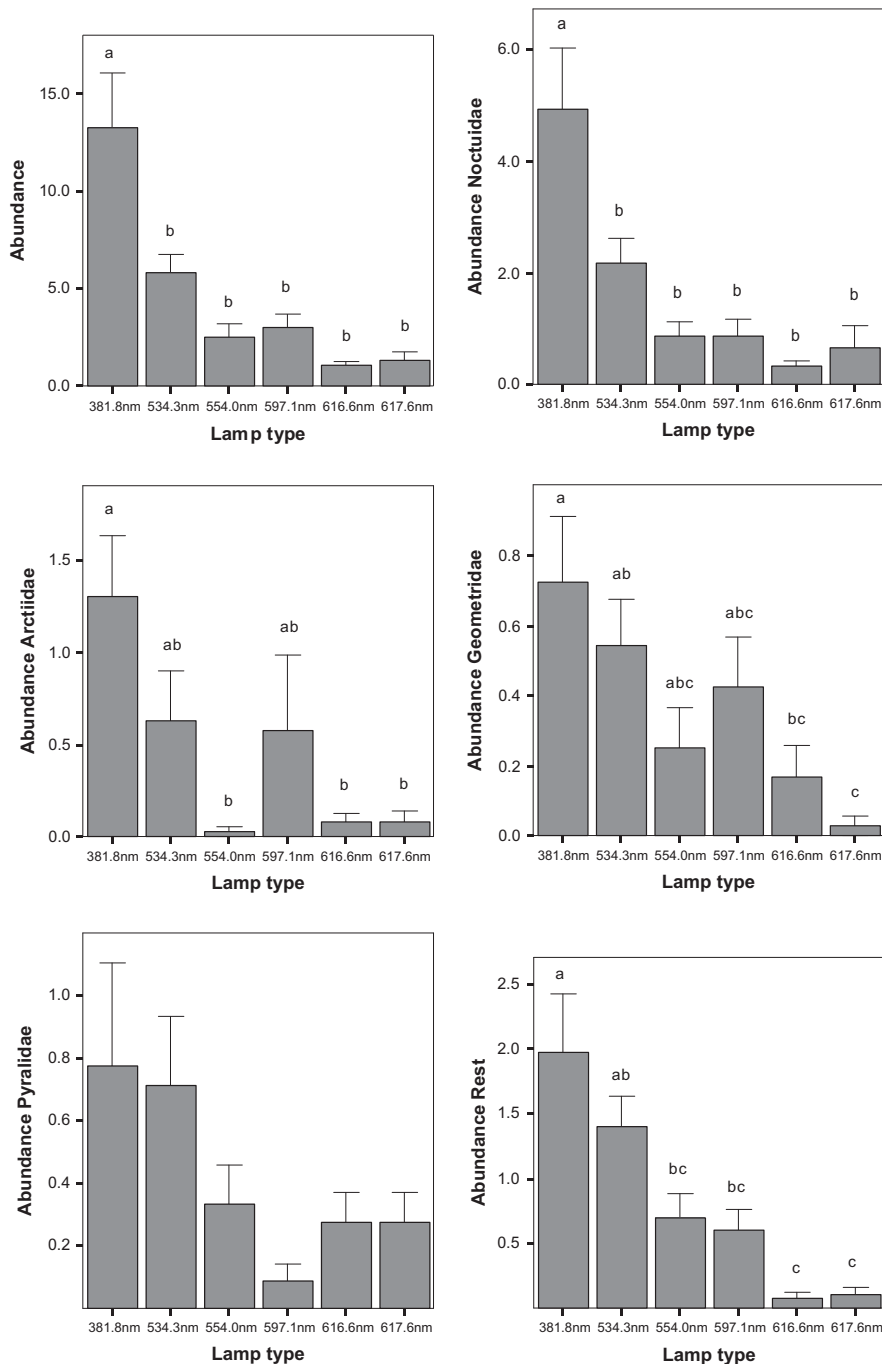 a
15.0
b
10.0
b
b
5.0
b
b
0.0
381.8nm 534.3nm 554.0nm 597.1nm 616.6nm 617.6nm
Lamp type
Abundance
a
6.0
4.0
b
2.0
b
b
b
b
0.0
381.8nm 534.3nm 554.0nm 597.1nm 616.6nm 617.6nm
Lamp type
Abundance Noctuidae
a
1.5
ab
ab
1.0
0.5
b
b
b
0.0
381.8nm 534.3nm 554.0nm 597.1nm 616.6nm 617.6nm
Lamp type
Abundance Arctiidae
a
0.8
ab
abc
0.6
abc
0.4
bc
0.2
c
0.0
381.8nm 534.3nm 554.0nm 597.1nm 616.6nm 617.6nm
Lamp type
Abundance Geometridae
1.0
0.8
0.6
0.4
0.2
381.8nm 534.3nm 554.0nm 597.1nm 616.6nm 617.6nm
Lamp type
Abundance Pyralidae
a
2.5
2.0
ab
1.5
bc
bc
1.0
0.5
c
c
381.8nm 534.3nm 554.0nm 597.1nm 616.6nm 617.6nm
Lamp type
Abundance Rest